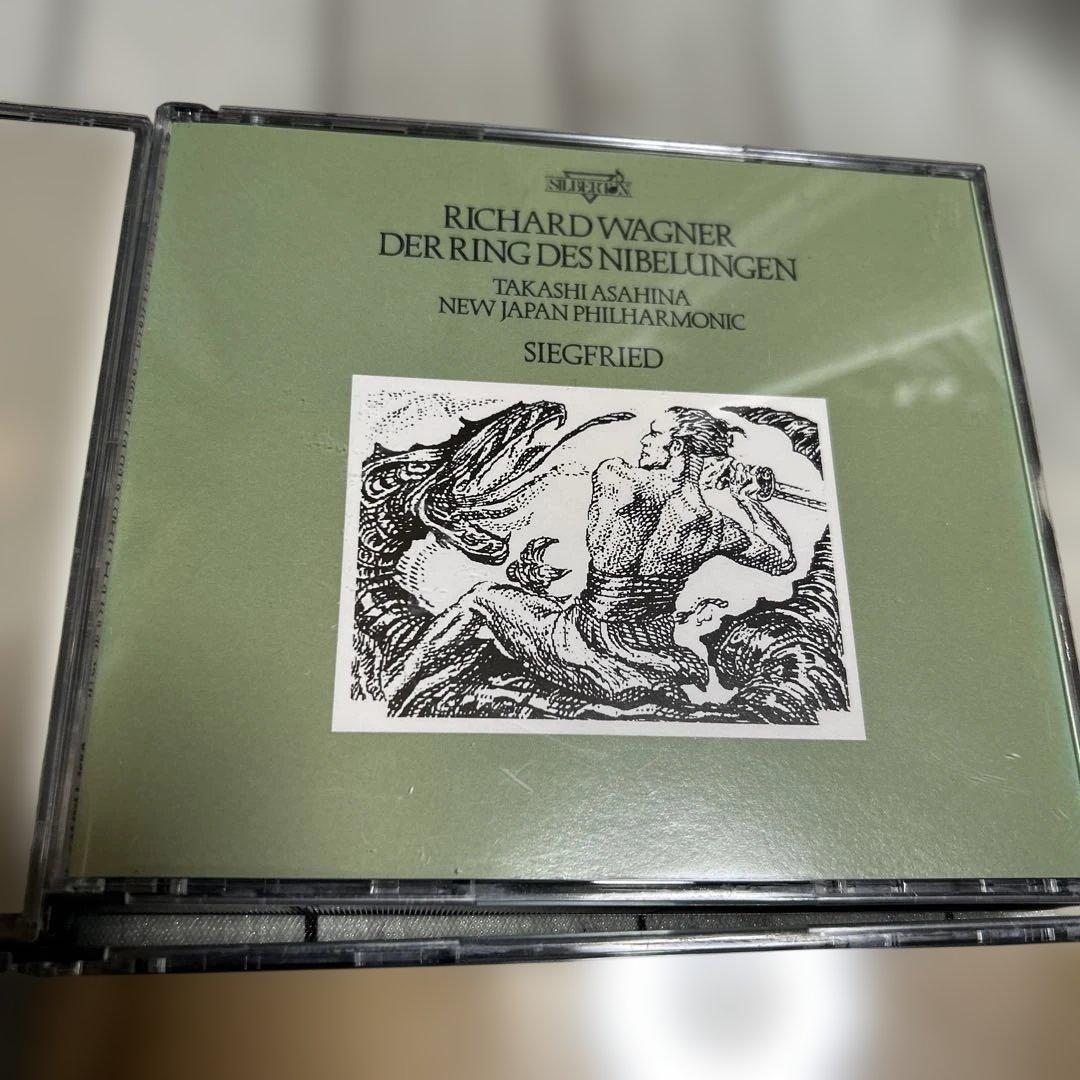 SILBERTON
RICHARD WAGNER
DER RING DES NIBELUNGEN
TAKASHI ASAHINA
NEW JAPAN PHILHARMONIC
SIEGFRIED